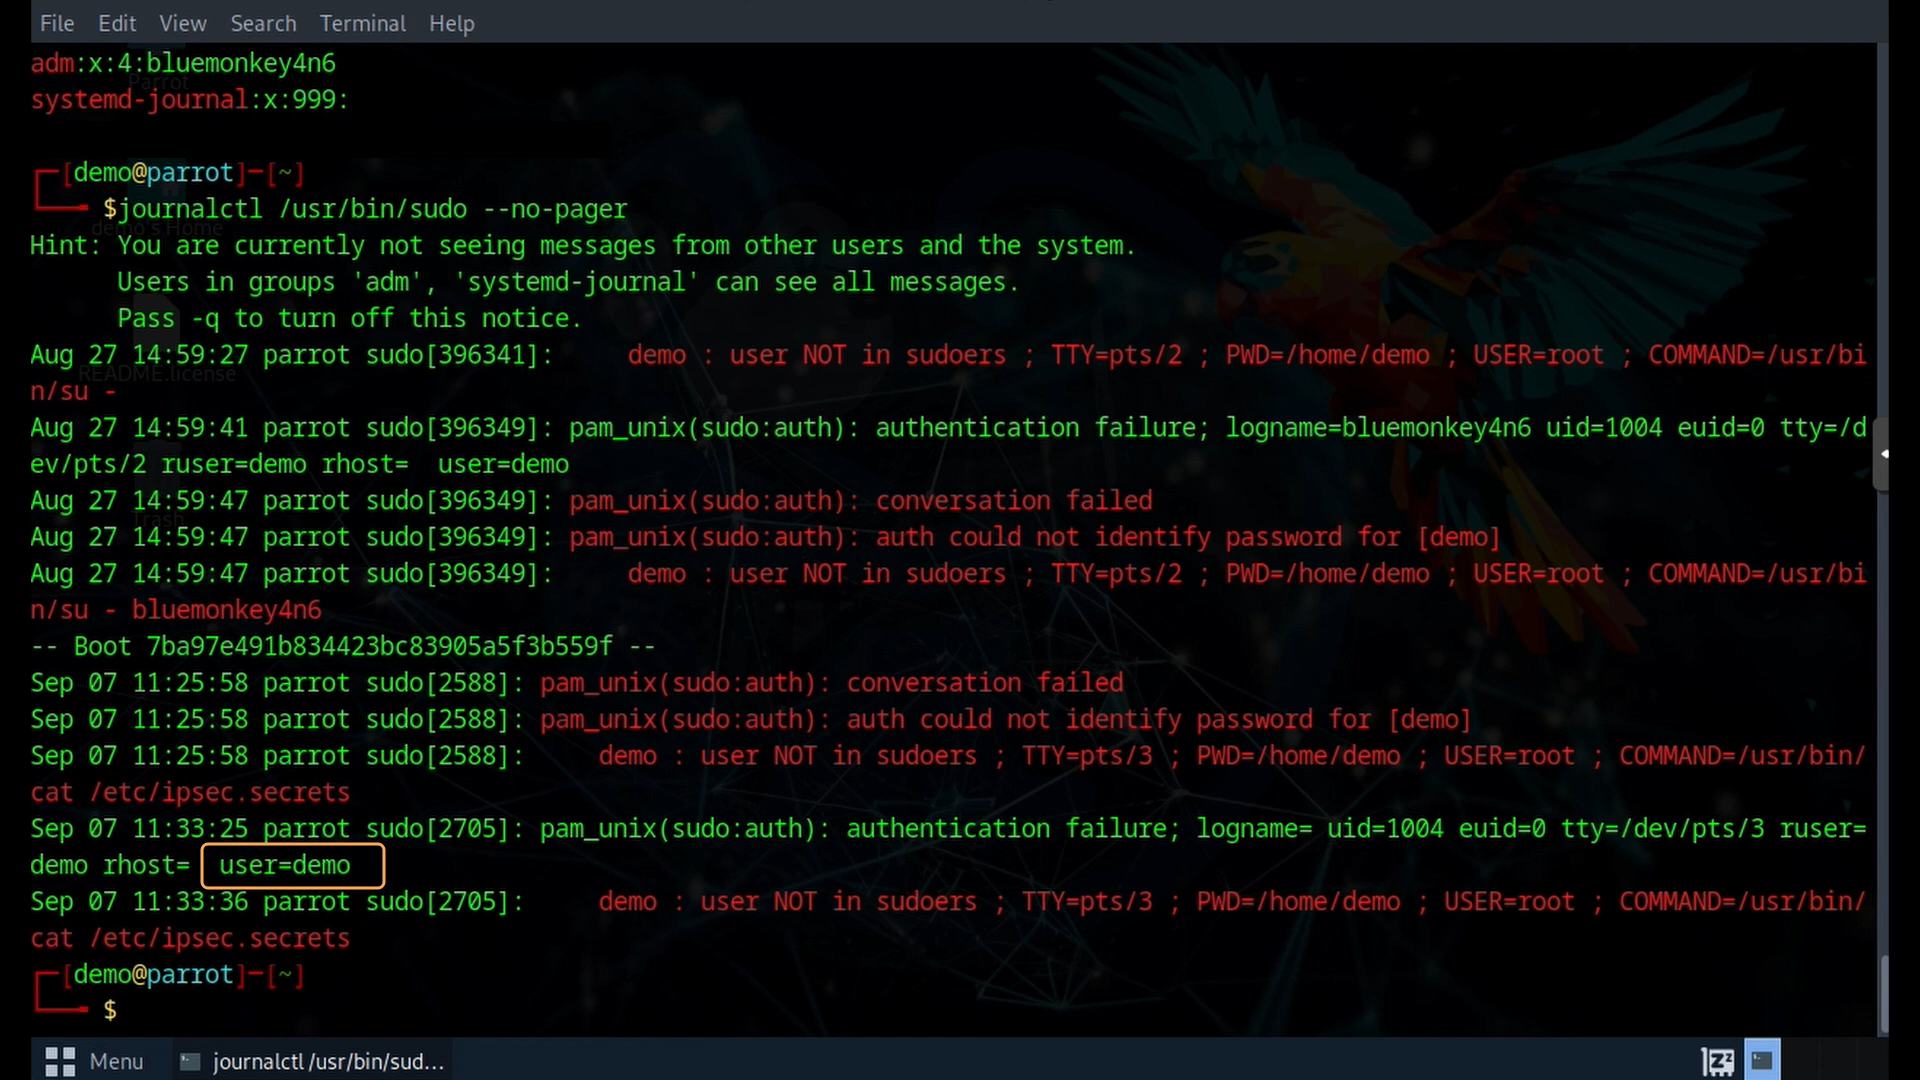 File Edit View Search Terminal Help
adm:x:4:bluemonkey4n6
Parrot
systemd-journal:x:999:
┌─[demo@parrot]─[~]
└──╼ $journalctl /usr/bin/sudo --no-pager
demo's Home
Hint: You are currently not seeing messages from other users and the system.
Users in groups 'adm', 'systemd-journal' can see all messages.
Pass -q to turn off this notice.
Aug 27 14:59:27 parrot sudo[396341]:     demo : user NOT in sudoers ; TTY=pts/2 ; PWD=/home/demo ; USER=root ; COMMAND=/usr/bi
README.license
n/su -
Aug 27 14:59:41 parrot sudo[396349]: pam_unix(sudo:auth): authentication failure; logname=bluemonkey4n6 uid=1004 euid=0 tty=/d
ev/pts/2 ruser=demo rhost=  user=demo
Aug 27 14:59:47 parrot sudo[396349]: pam_unix(sudo:auth): conversation failed
Trash
Aug 27 14:59:47 parrot sudo[396349]: pam_unix(sudo:auth): auth could not identify password for [demo]
Aug 27 14:59:47 parrot sudo[396349]:     demo : user NOT in sudoers ; TTY=pts/2 ; PWD=/home/demo ; USER=root ; COMMAND=/usr/bi
n/su - bluemonkey4n6
-- Boot 7ba97e491b834423bc83905a5f3b559f --
Sep 07 11:25:58 parrot sudo[2588]: pam_unix(sudo:auth): conversation failed
Sep 07 11:25:58 parrot sudo[2588]: pam_unix(sudo:auth): auth could not identify password for [demo]
Sep 07 11:25:58 parrot sudo[2588]:     demo : user NOT in sudoers ; TTY=pts/3 ; PWD=/home/demo ; USER=root ; COMMAND=/usr/bin/
cat /etc/ipsec.secrets
Sep 07 11:33:25 parrot sudo[2705]: pam_unix(sudo:auth): authentication failure; logname= uid=1004 euid=0 tty=/dev/pts/3 ruser=
demo rhost=  user=demo
Sep 07 11:33:36 parrot sudo[2705]:     demo : user NOT in sudoers ; TTY=pts/3 ; PWD=/home/demo ; USER=root ; COMMAND=/usr/bin/
cat /etc/ipsec.secrets
┌─[demo@parrot]─[~]
└──╼ $
Menu journalctl /usr/bin/sud...